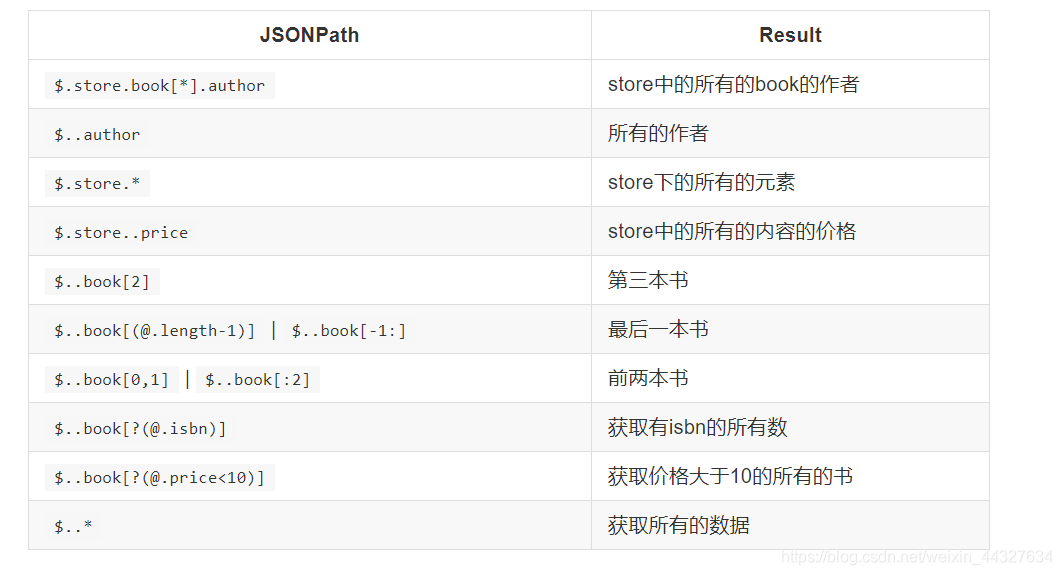 JSONPath Result
$.store.book[*].author store中的所有的book的作者
$..author 所有的作者
$.store.* store下的所有的元素
$.store..price store中的所有的内容的价格
$..book[2] 第三本书
$..book[(@.length-1)] | $..book[-1:] 最后一本书
$..book[0,1] | $..book[:2] 前两本书
$..book[?(@.isbn)] 获取有isbn的所有数
$..book[?(@.price<10)] 获取价格大于10的所有的书
$..* 获取所有的数据
https://blog.csdn.net/weixin_44327634